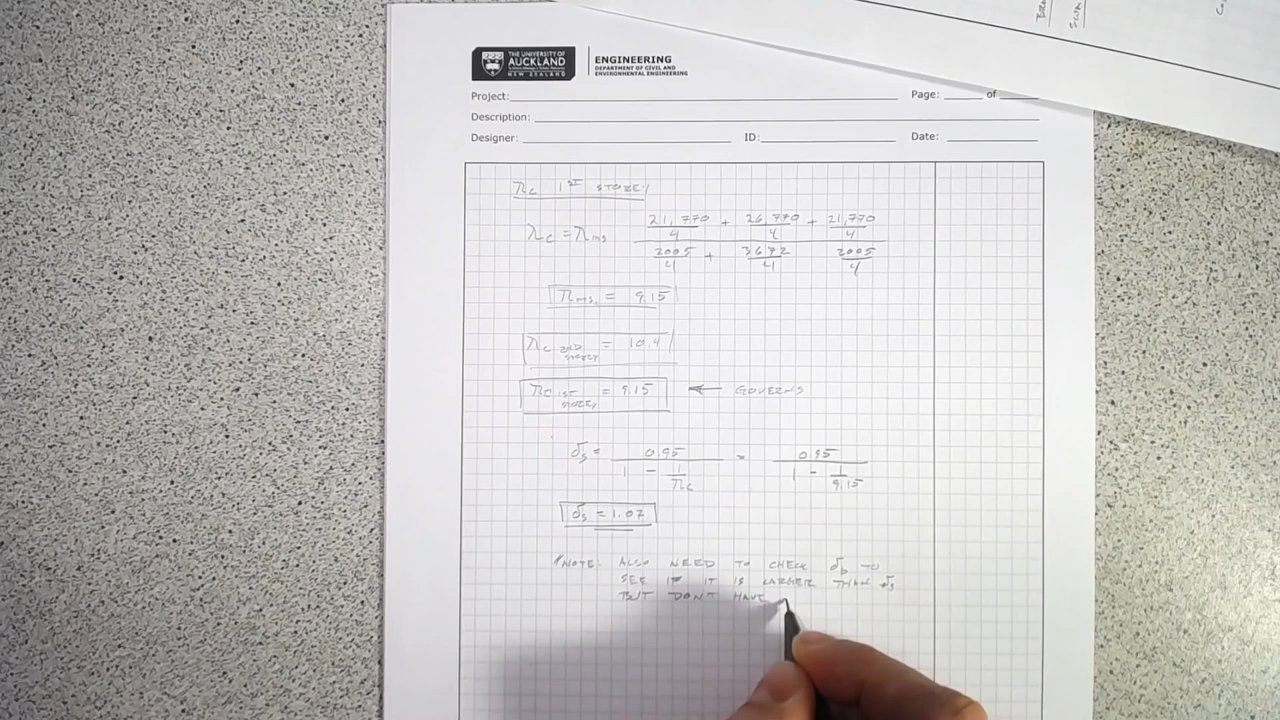 THE UNIVERSITY OF
AUCKLAND
NEW ZEALAND
ENGINEERING
DEPARTMENT OF CIVIL AND
ENVIRONMENTAL ENGINEERING
Project:
Page: of
Description:
Designer: ID: Date:
λc 1ST STOREY
λc = λms
21,770 + 26,770 + 21,770
4 4 4
2005 + 3672 2005
4 4 4
λms = 9.15
λc 2ND STOREY = 10.4
λc 1ST STOREY = 9.15 ← GOVERNS
δs = 0.95 = 0.95
1 - 1 1 - 1
λc 9.15
δs = 1.07
*NOTE: ALSO NEED TO CHECK δb TO
SEE IF IT IS LARGER THAN δs
BUT DON'T HAVE